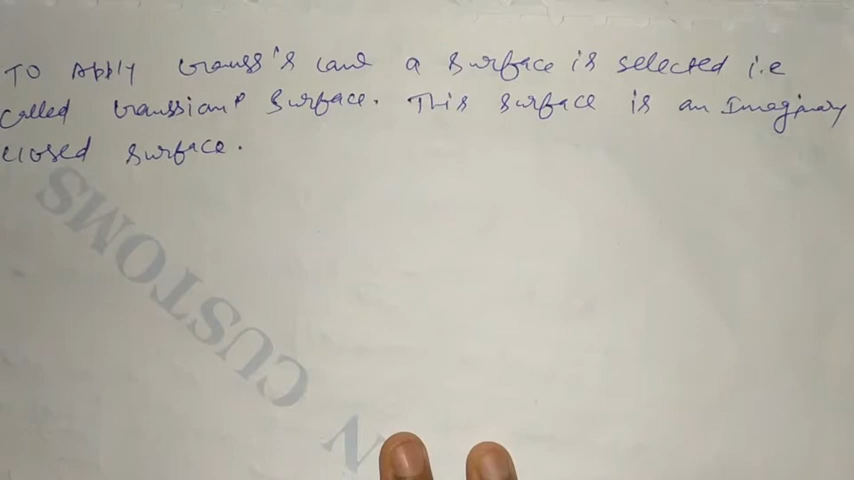 To Apply Gauss's law a surface is selected i.e
called Gaussian surface. This surface is an Imaginary
closed surface.
CUSTOMS
N